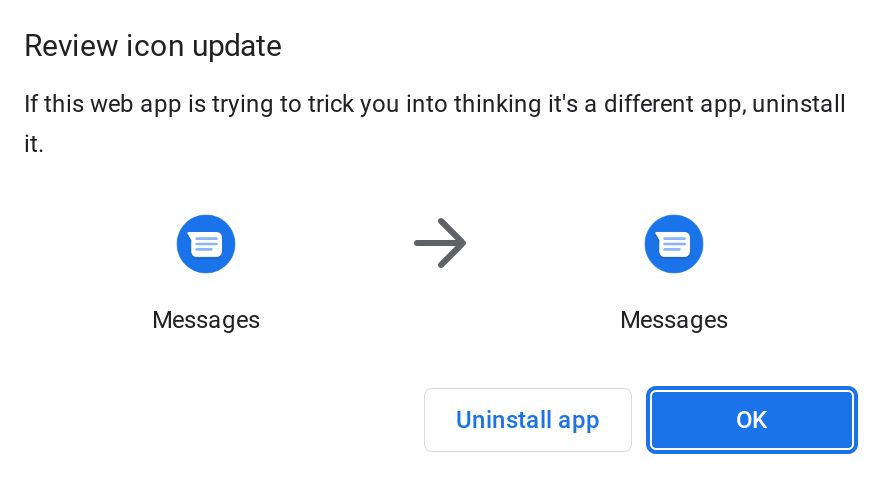 Review icon update
If this web app is trying to trick you into thinking it's a different app, uninstall
it.
Messages
Messages
Uninstall app
OK